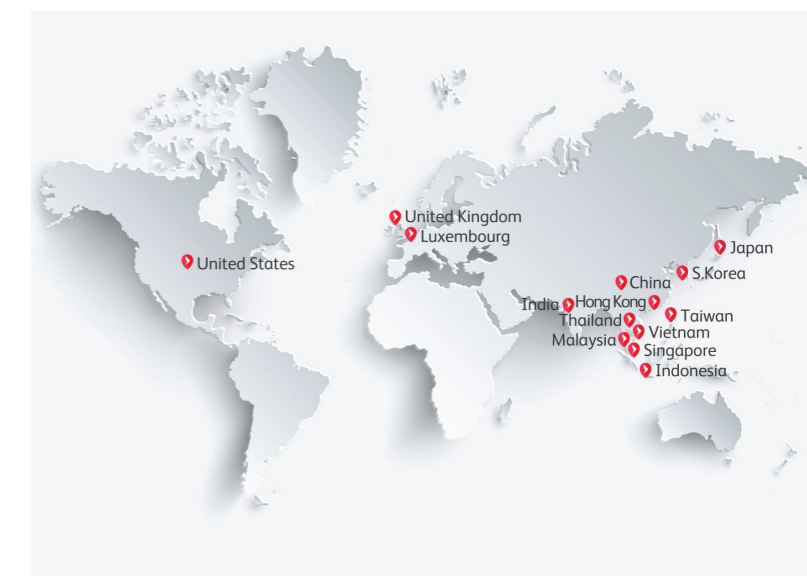 United Kingdom
Luxembourg
United States
Japan
S.Korea
China
India
Hong Kong
Taiwan
Thailand
Vietnam
Malaysia
Singapore
Indonesia